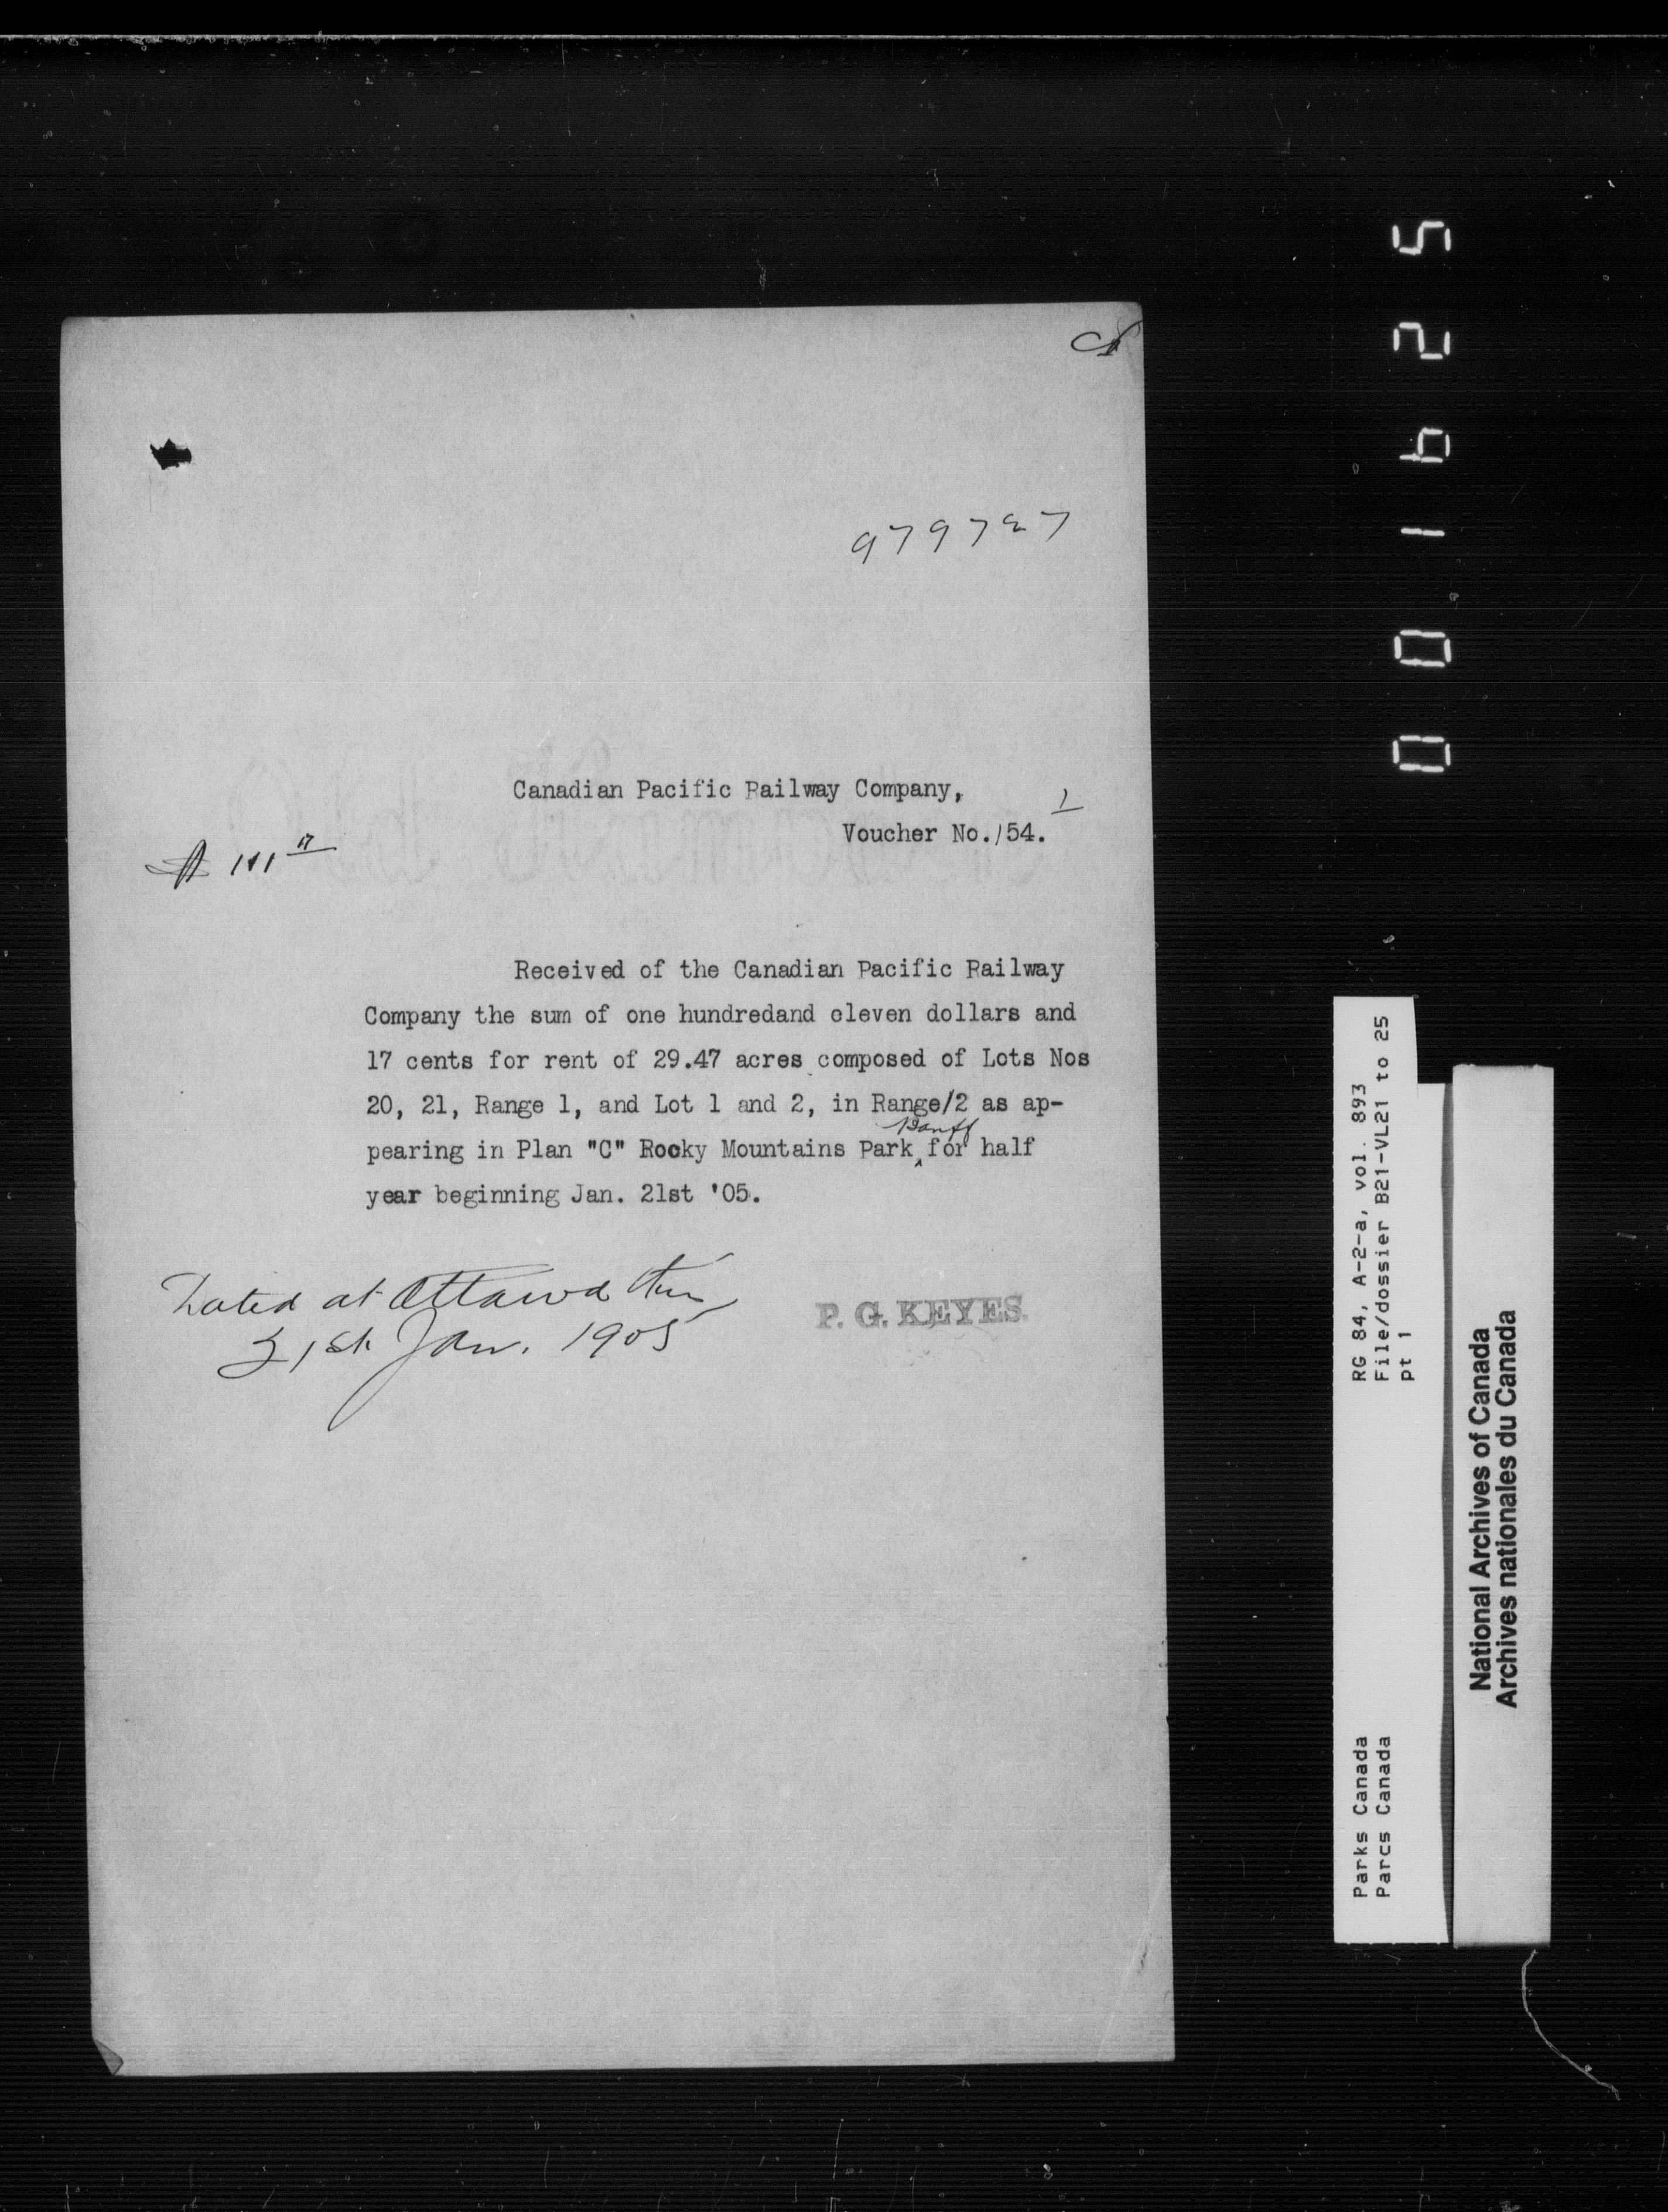 979727
Canadian Pacific Railway Company,
1
Voucher No./54.
$ 111 17
Received of the Canadian Pacific Railway
Company the sum of one hundredand eleven dollars and
17 cents for rent of 29.47 acres composed of Lots Nos
20, 21, Range 1, and Lot 1 and 2, in Range/2 as ap-
Banff
pearing in Plan "C" Rocky Mountains Park ‸ for half
year beginning Jan. 21st '05.
Dated at Ottawa this
31st Jan. 1905
P. G. KEYES.
001625
RG 84, A-2-a, vol. 893
File/dossier B21-VL21 to 25
pt 1
Parks Canada
Parcs Canada
National Archives of Canada
Archives nationales du Canada